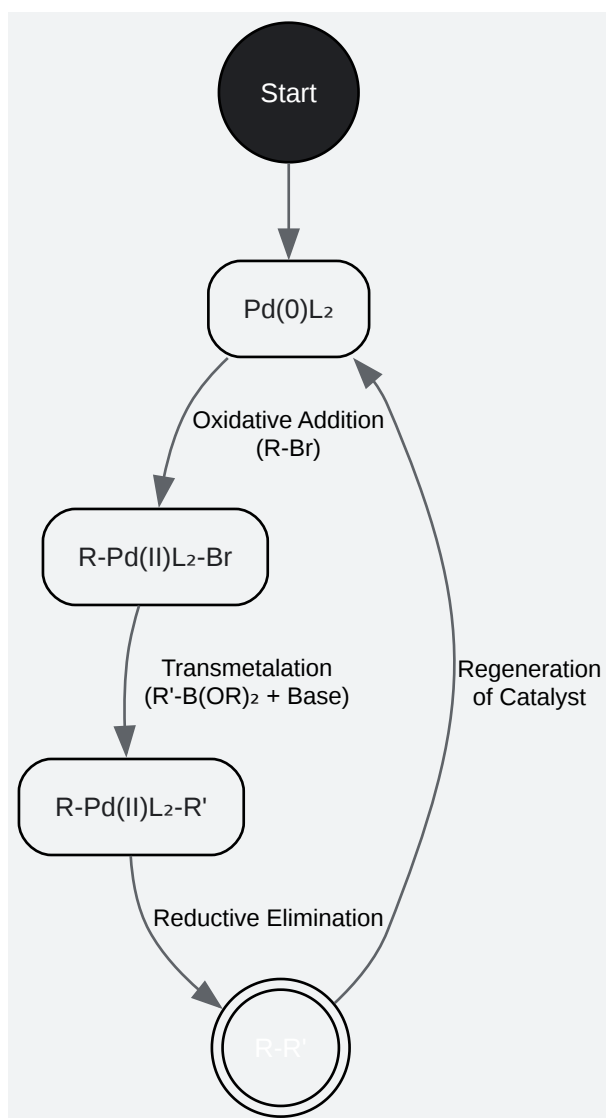 Start
Pd(0)L₂
Oxidative Addition
(R-Br)
R-Pd(II)L₂-Br
Transmetalation
(R'-B(OR)₂ + Base)
Regeneration
of Catalyst
R-Pd(II)L₂-R'
Reductive Elimination
R-R'